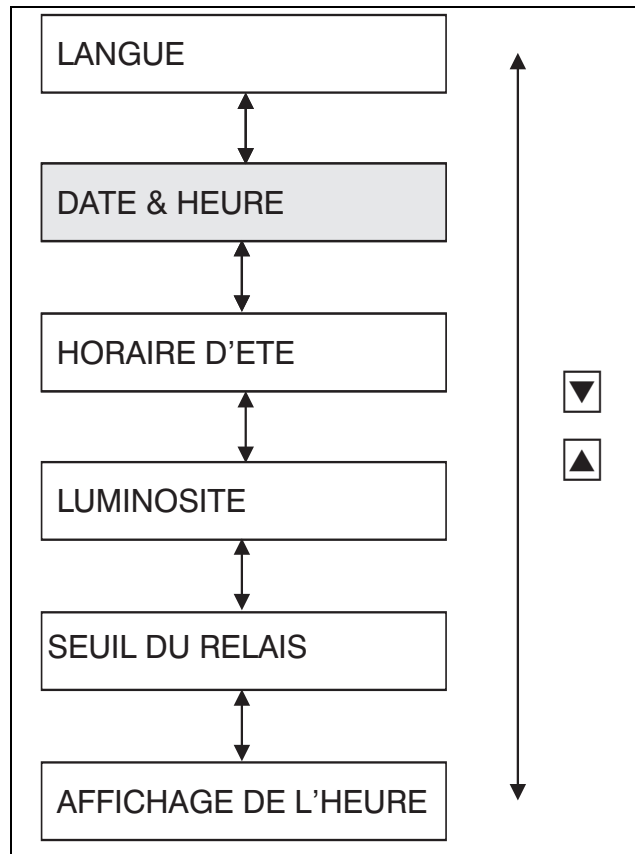 LANGUE
DATE & HEURE
HORAIRE D'ETE
LUMINOSITE
SEUIL DU RELAIS
AFFICHAGE DE L'HEURE